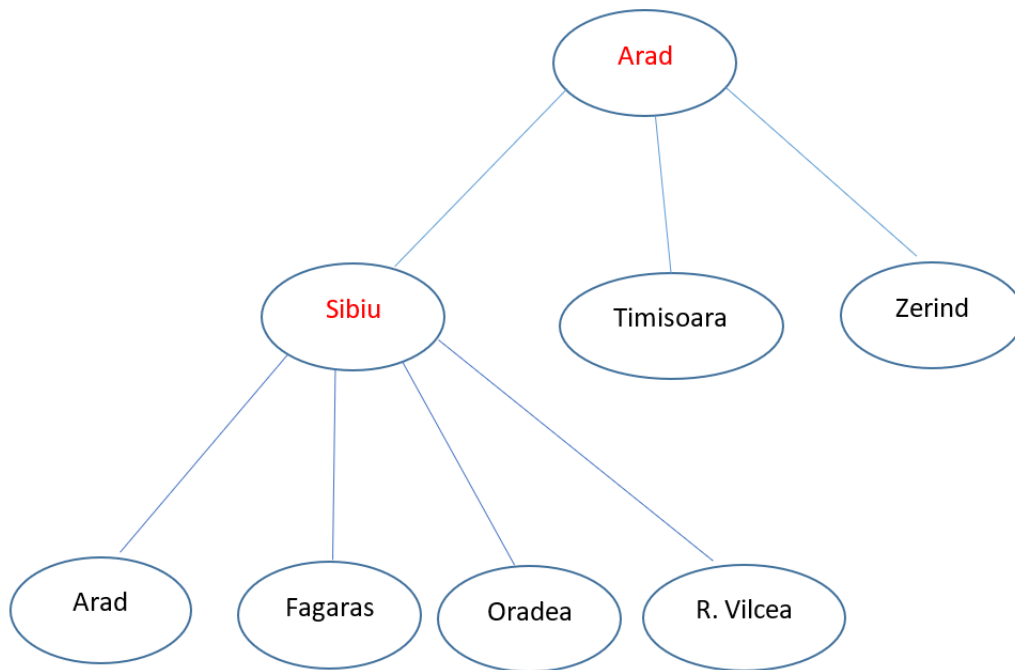 Arad
Sibiu
Timisoara
Zerind
Arad
Fagaras
Oradea
R. Vilcea